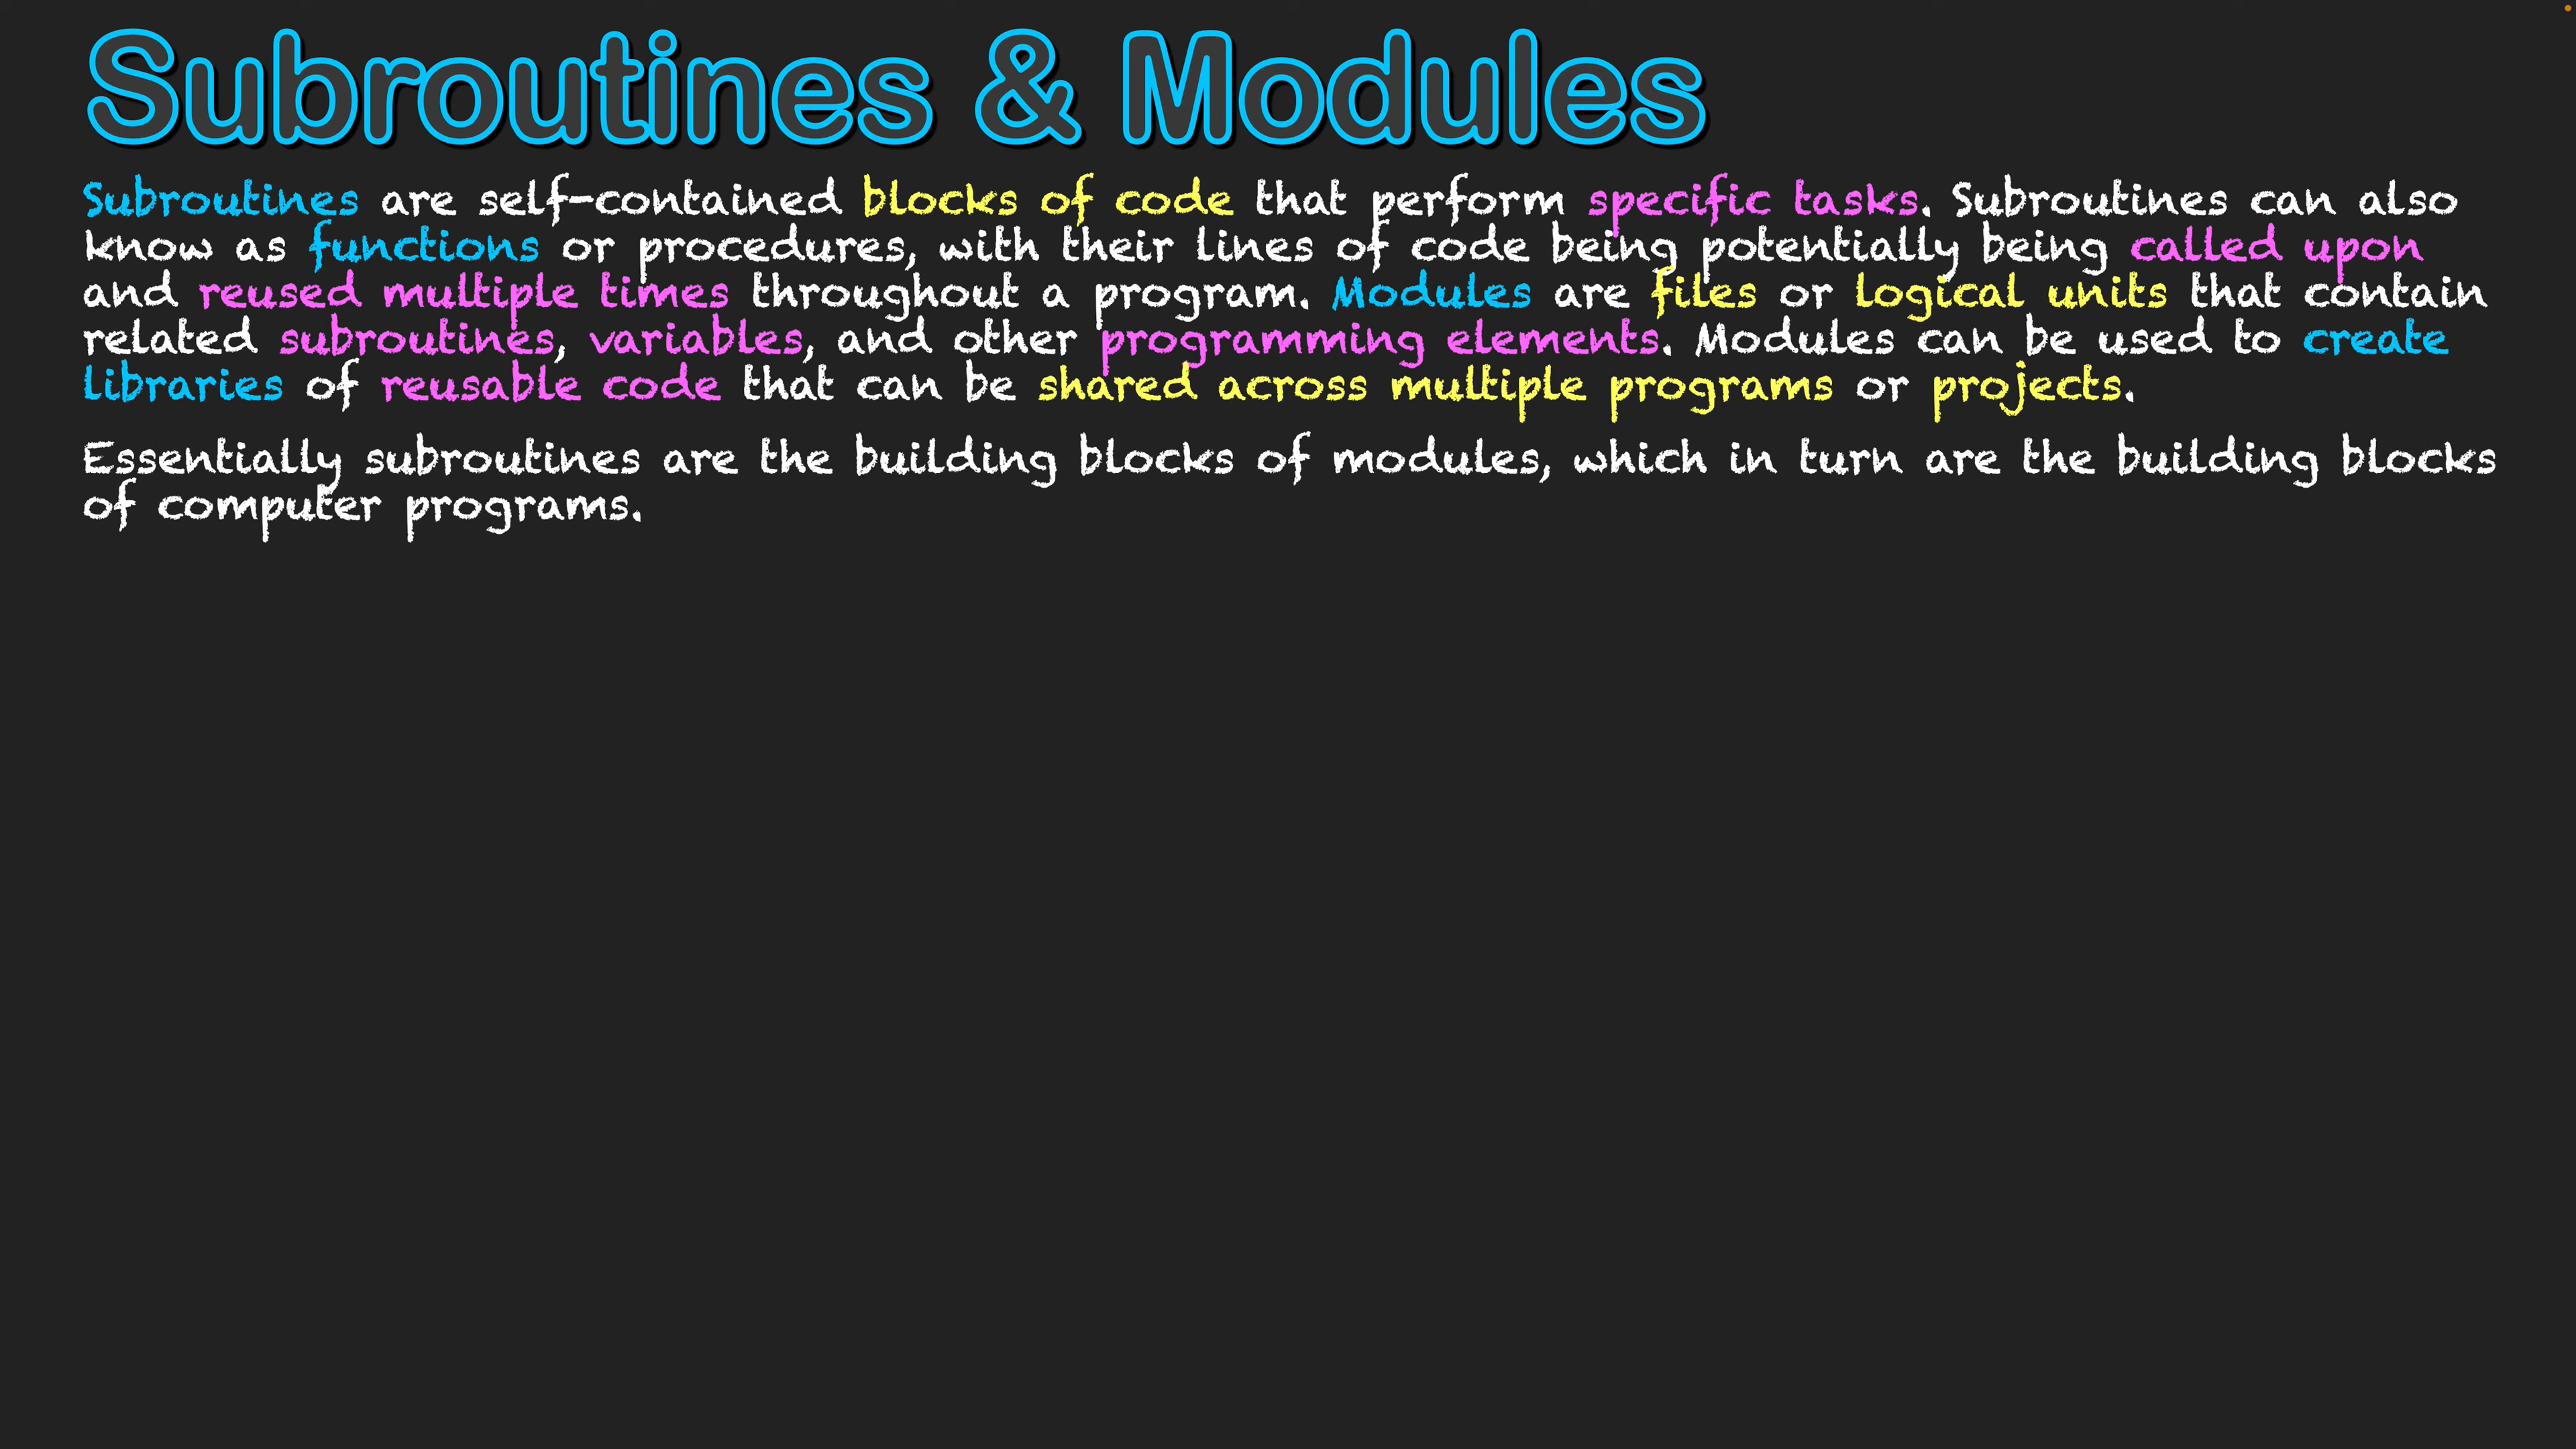 Subroutines & Modules
Subroutines are self-contained blocks of code that perform specific tasks. Subroutines can also
know as functions or procedures, with their lines of code being potentially being called upon
and reused multiple times throughout a program. Modules are files or logical units that contain
related subroutines, variables, and other programming elements. Modules can be used to create
libraries of reusable code that can be shared across multiple programs or projects.
Essentially subroutines are the building blocks of modules, which in turn are the building blocks
of computer programs.